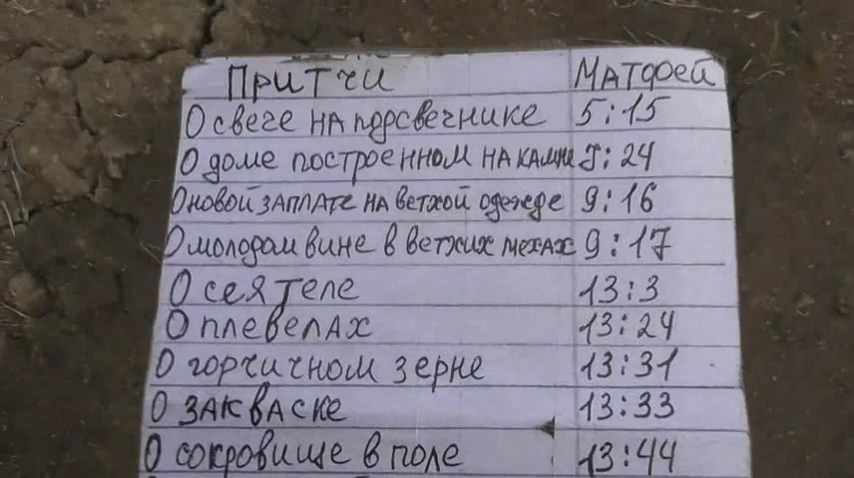 Притчи Матфей
О свече на подсвечнике 5:15
О доме построенном на камне 7:24
О новой заплате на ветхой одежде 9:16
О молодом вине в ветхих мехах 9:17
О сеятеле 13:3
О плевелах 13:24
О горчичном зерне 13:31
О закваске 13:33
О сокровище в поле 13:44